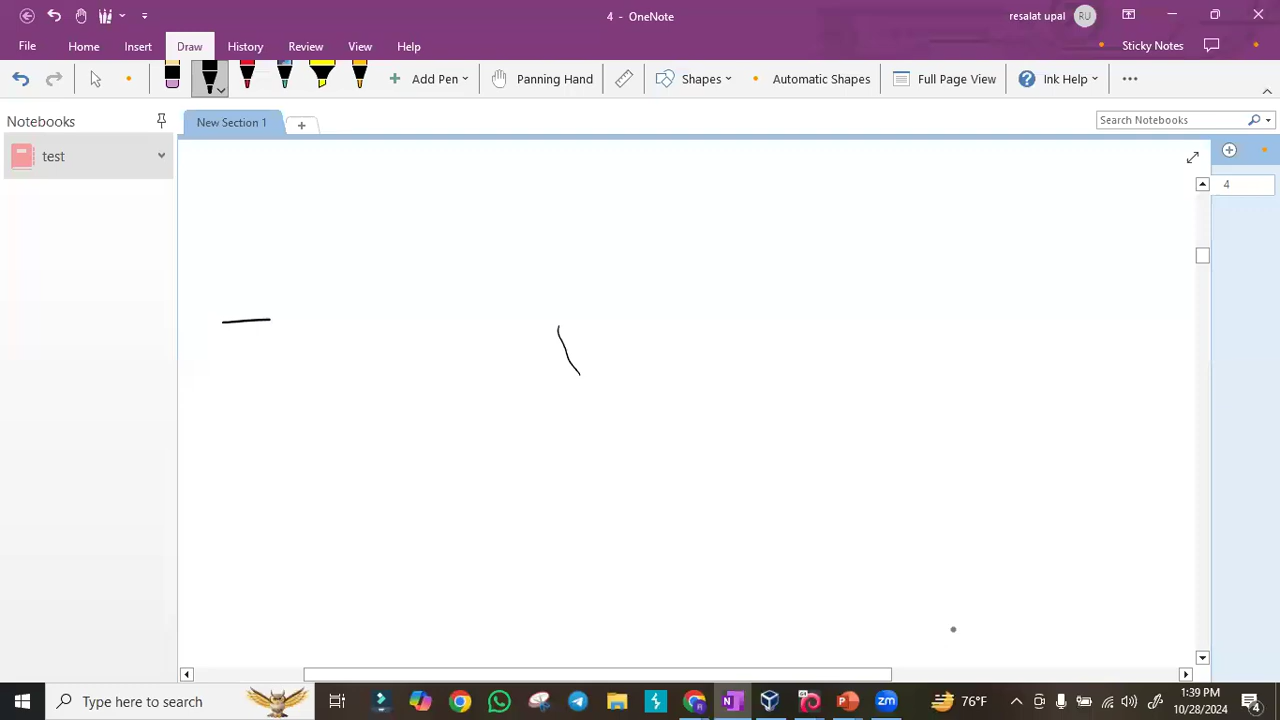 4 - OneNote
resalat upal
RU
File
Home
Insert
Draw
History
Review
View
Help
Sticky Notes
Add Pen
Panning Hand
Shapes
Automatic Shapes
Full Page View
Ink Help
Notebooks
New Section 1
Search Notebooks
test
4
Type here to search
76°F
1:39 PM
10/28/2024
4